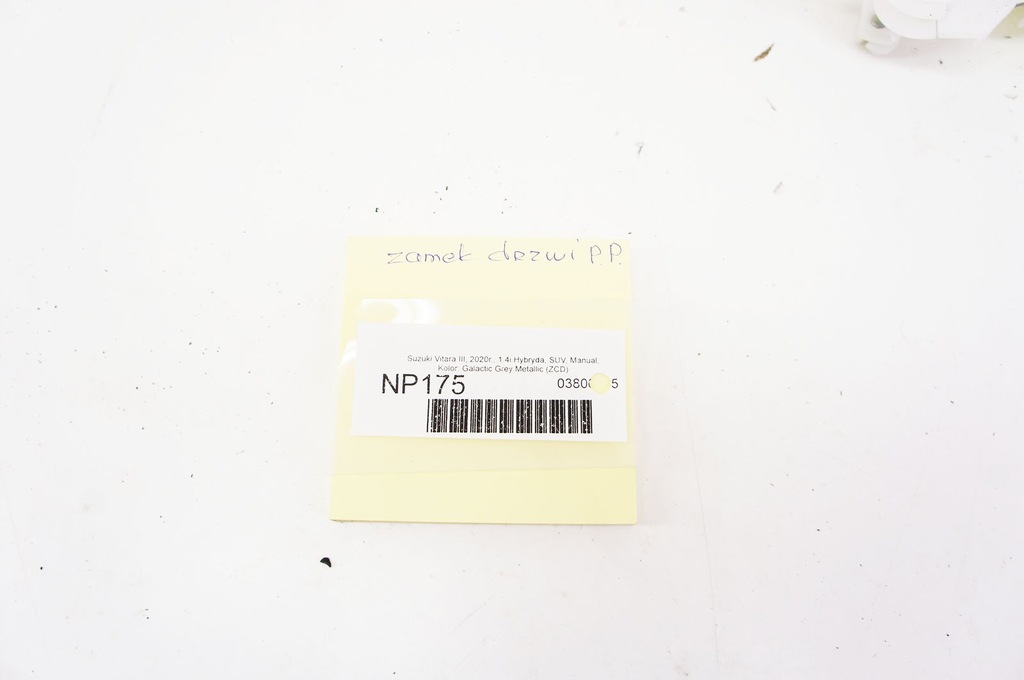 zamek drzwi P.P.
Suzuki Vitara III, 2020r., 1.4i Hybryda, SUV, Manual,
Kolor: Galactic Grey Metallic (ZCD)
NP175